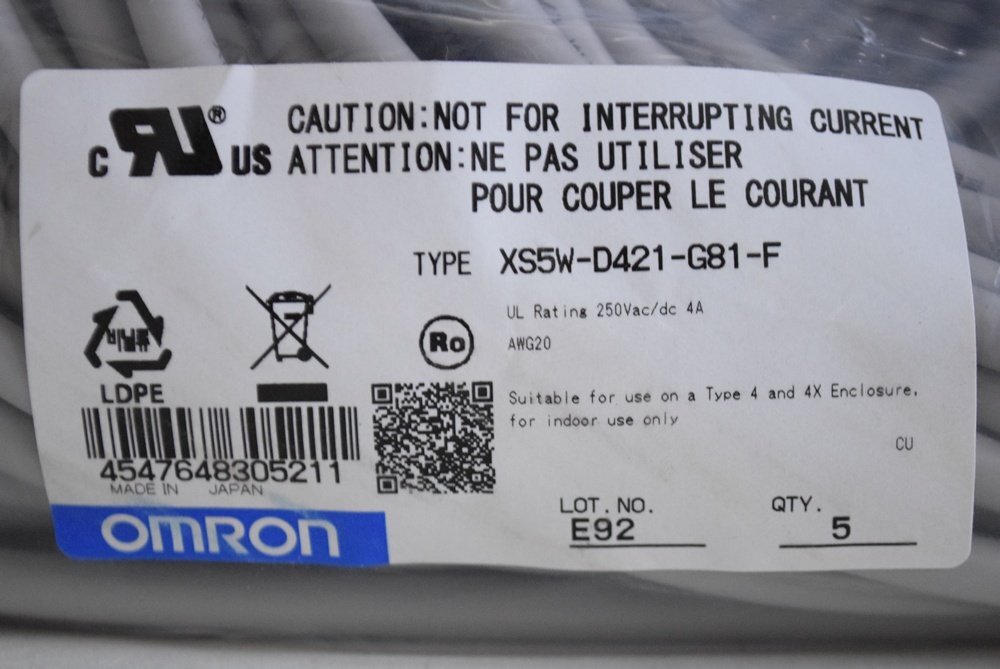 CAUTION:NOT FOR INTERRUPTING CURRENT
C RU® US ATTENTION:NE PAS UTILISER
POUR COUPER LE COURANT
TYPE XS5W-D421-G81-F
UL Rating 250Vac/dc 4A
Ro AWG20
LDPE
Suitable for use on a Type 4 and 4X Enclosure,
for indoor use only
CU
4547648305211
MADE IN JAPAN
LOT. NO. QTY.
E92 5
OMRON